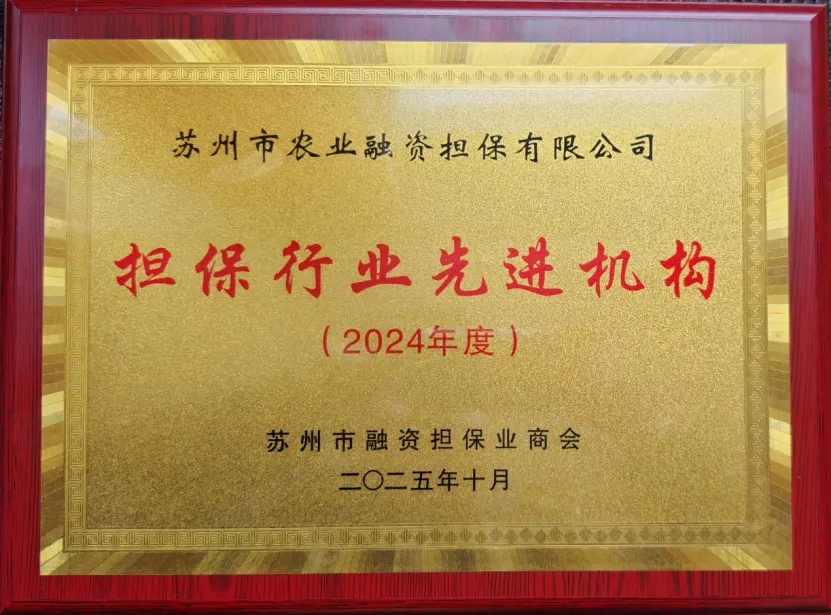 苏州市农业融资担保有限公司
担保行业先进机构
（2024年度）
苏州市融资担保业商会
二〇二五年十月